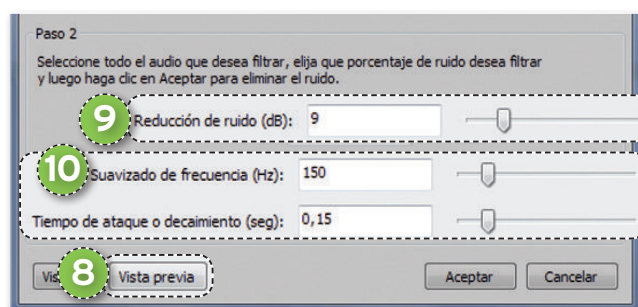 Paso 2
Seleccione todo el audio que desea filtrar, elija que porcentaje de ruido desea filtrar
y luego haga clic en Aceptar para eliminar el ruido.
9 Reducción de ruido (dB): 9
10 Suavizado de frecuencia (Hz): 150
Tiempo de ataque o decaimiento (seg): 0,15
8 Vista previa Aceptar Cancelar